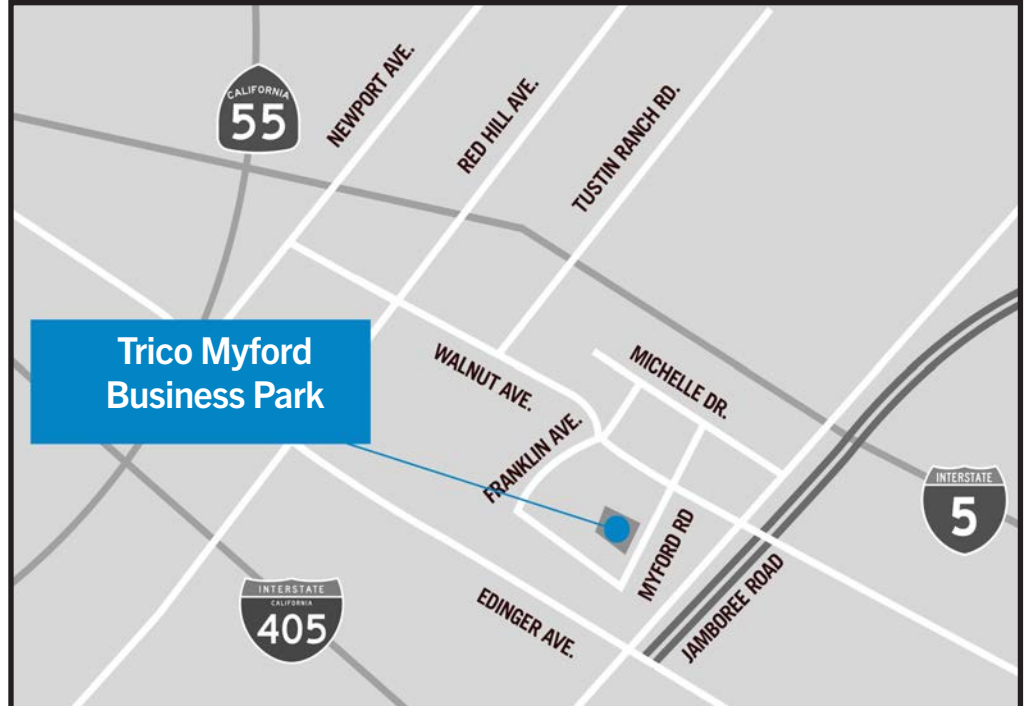 CALIFORNIA
55
NEWPORT AVE.
RED HILL AVE.
TUSTIN RANCH RD.
Trico Myford
Business Park
WALNUT AVE.
MICHELLE DR.
FRANKLIN AVE.
INTERSTATE
5
MYFORD RD
JAMBOREE ROAD
EDINGER AVE.
INTERSTATE
CALIFORNIA
405